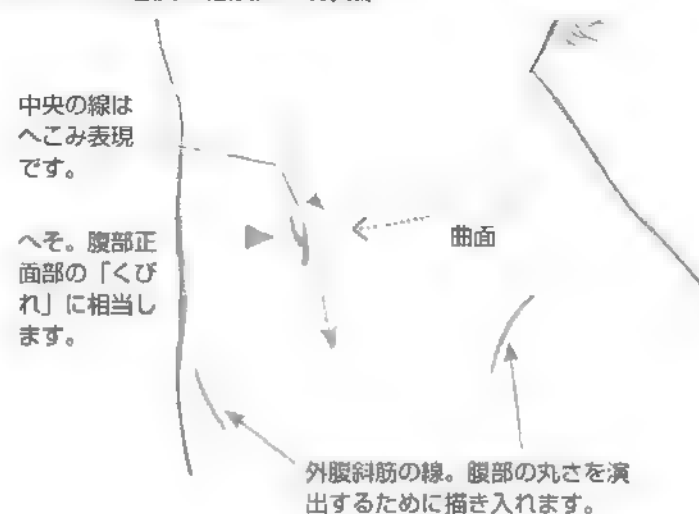 中央の線は
へこみ表現
です。
へそ。腹部正
面部の「くび
れ」に相当し
ます。
曲面
外腹斜筋の線。腹部の丸さを演
出するために描き入れます。